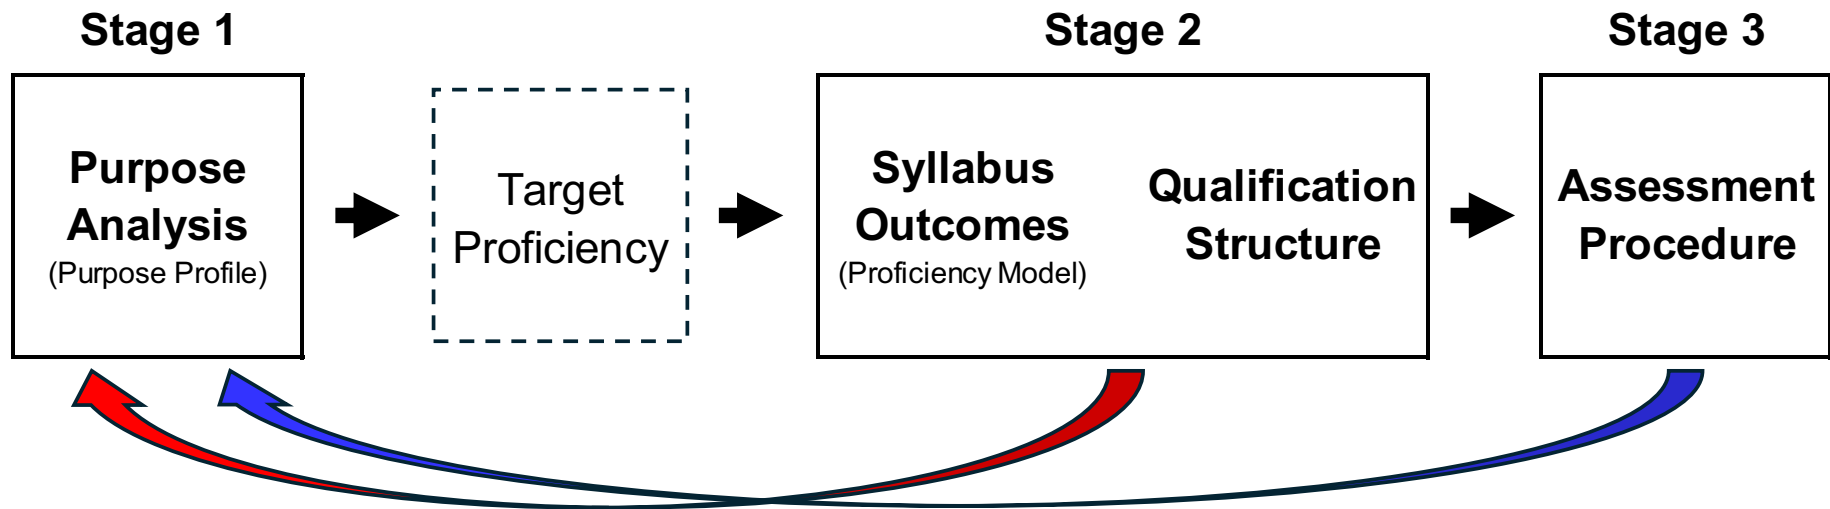 Stage 1
Stage 2
Stage 3
Purpose
Analysis
(Purpose Profile)
Target
Proficiency
Syllabus
Outcomes
(Proficiency Model)
Qualification
Structure
Assessment
Procedure